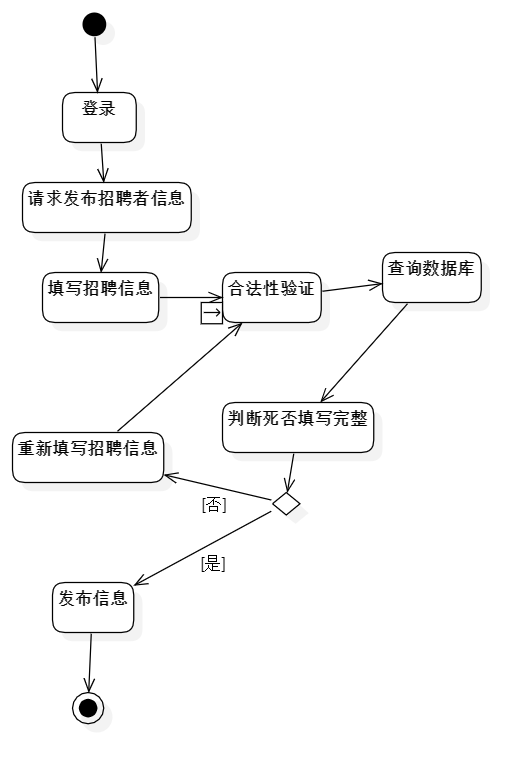 登录
请求发布招聘者信息
填写招聘信息
合法性验证
查询数据库
判断死否填写完整
重新填写招聘信息
[否]
[是]
发布信息